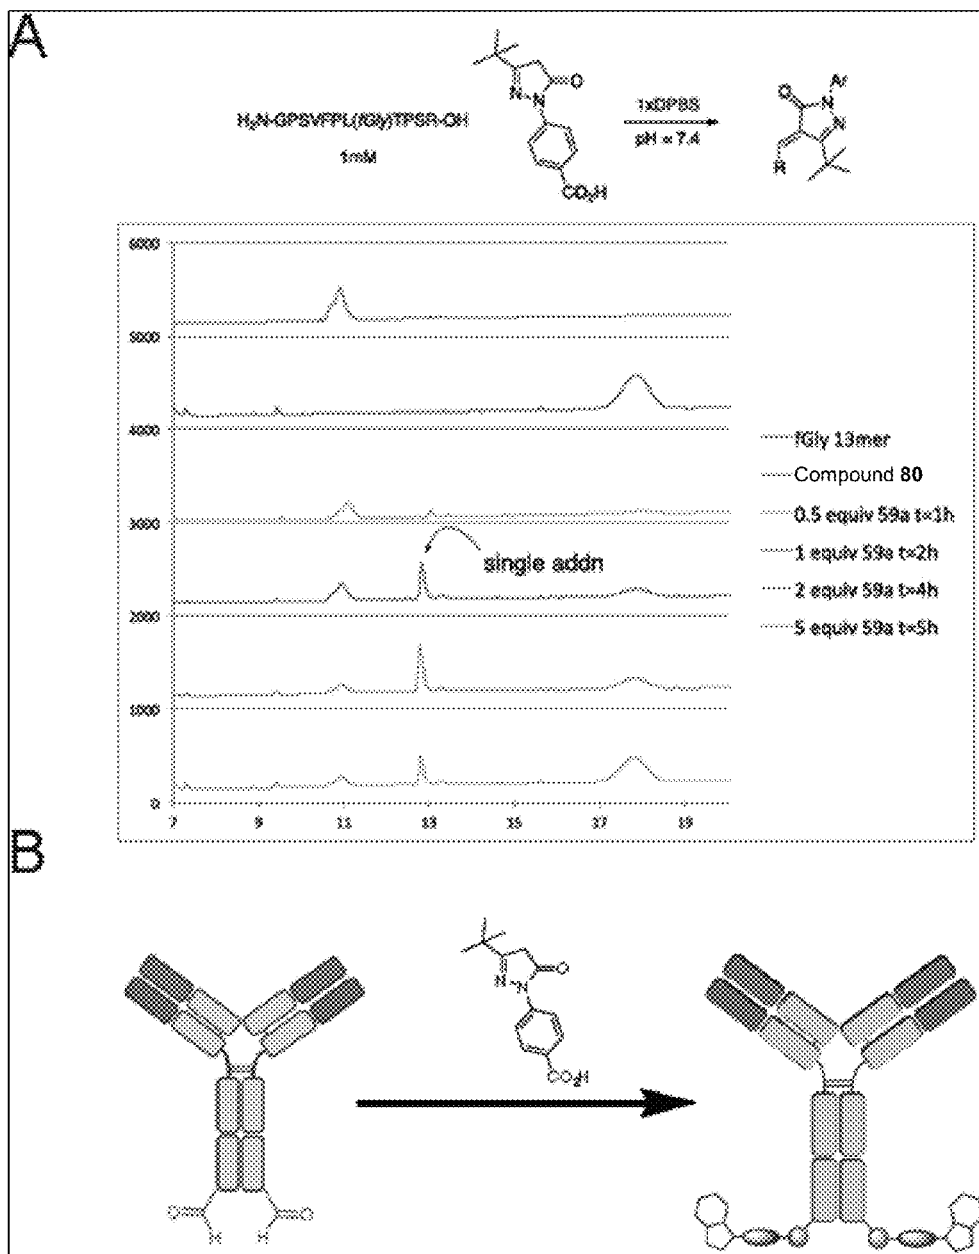 A
H₂N-GPSVFPL(fGly)TPSR-OH
1mM
O
N
N
CO₂H
1xDPBS
pH = 7.4
O
N
Ar
N
R
6000
5000
4000
3000
2000
1000
0
7 9 11 13 15 17 19
single addn
fGly 13mer
Compound 80
0.5 equiv 59a t=1h
1 equiv 59a t=2h
2 equiv 59a t=4h
5 equiv 59a t=5h
B
O
N
N
CO₂H
O H H O